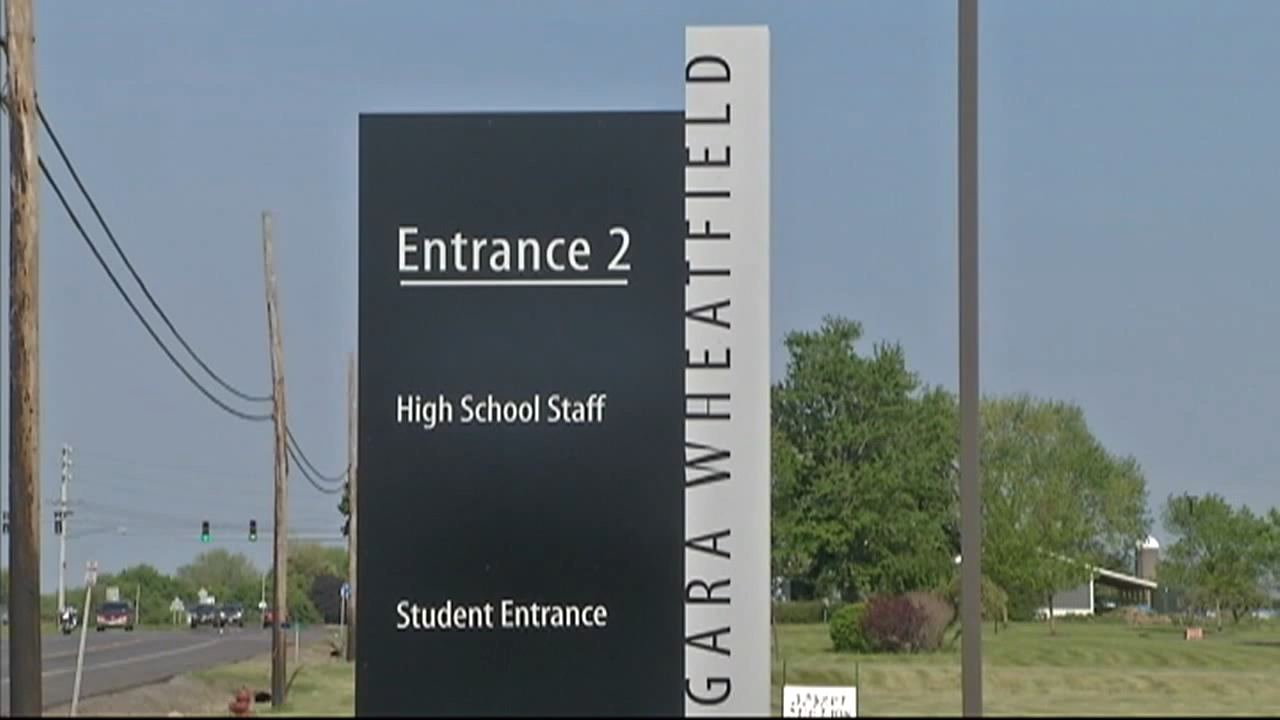 Entrance 2
High School Staff
Student Entrance
GARA WHEATFIELD